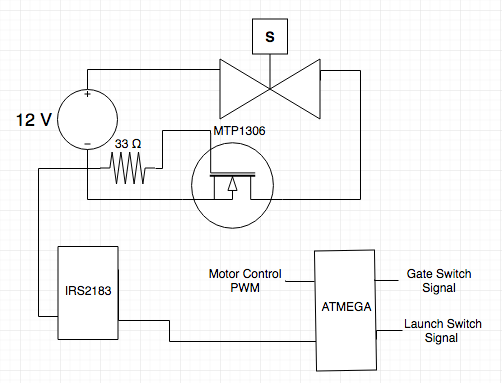 S
12 V
+
−
33 Ω
MTP1306
IRS2183
Motor Control
PWM
ATMEGA
Gate Switch
Signal
Launch Switch
Signal